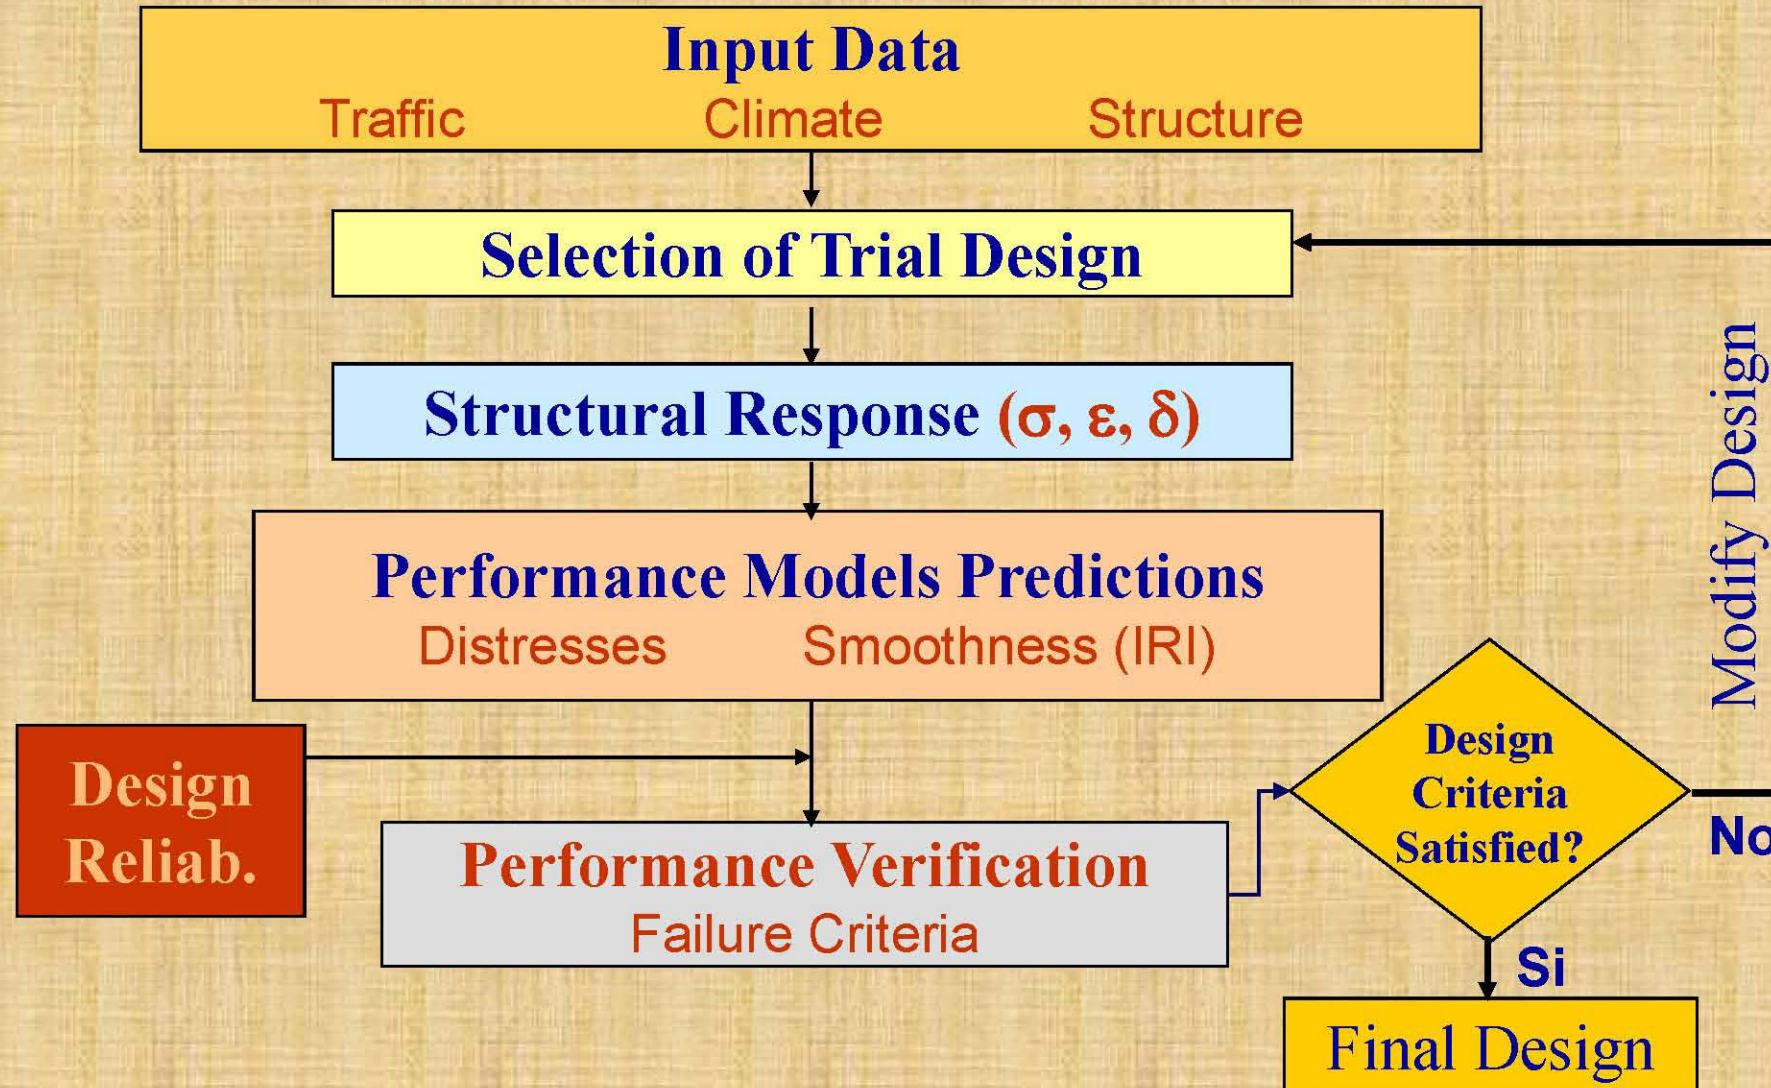 Input Data
Traffic Climate Structure
Selection of Trial Design
Structural Response (σ, ε, δ)
Performance Models Predictions
Distresses Smoothness (IRI)
Design
Reliab.
Performance Verification
Failure Criteria
Design
Criteria
Satisfied?
Modify Design
No
Si
Final Design